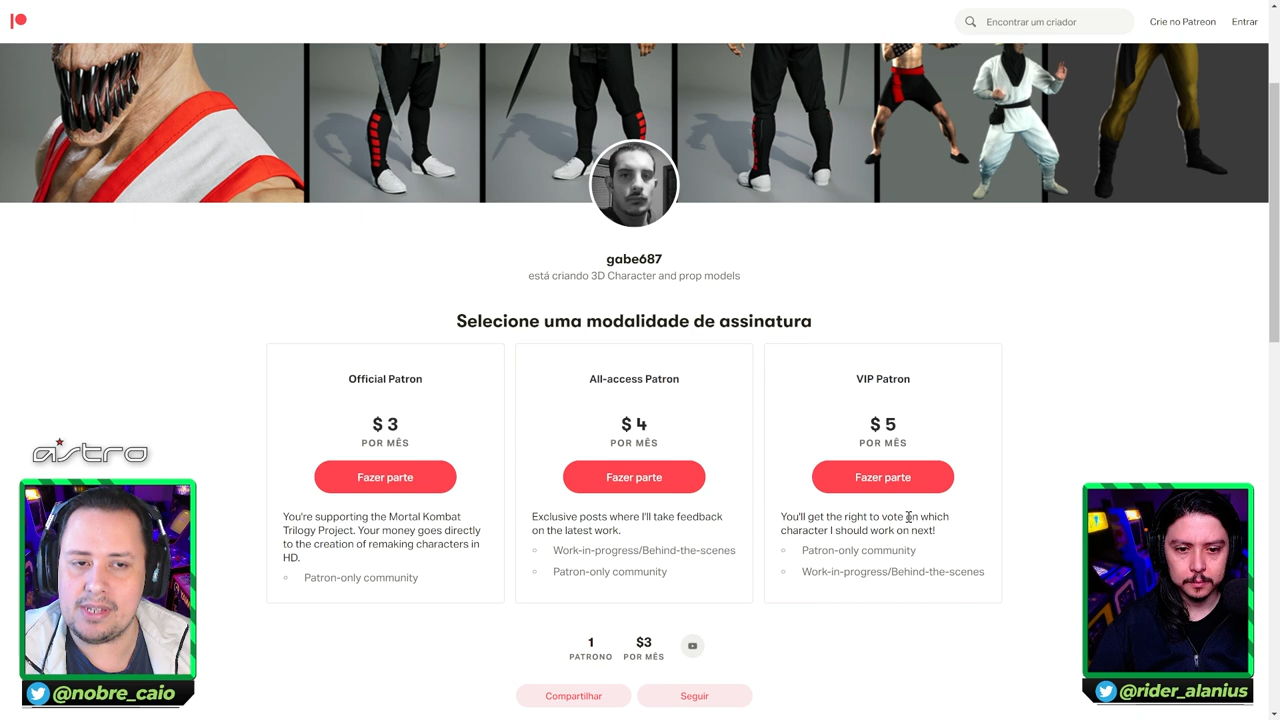 Encontrar um criador
Crie no Patreon
Entrar
gabe687
está criando 3D Character and prop models
Selecione uma modalidade de assinatura
Official Patron
$ 3
POR MÊS
Fazer parte
You're supporting the Mortal Kombat
Trilogy Project. Your money goes directly
to the creation of remaking characters in
HD.
Patron-only community
All-access Patron
$ 4
POR MÊS
Fazer parte
Exclusive posts where I'll take feedback
on the latest work.
Work-in-progress/Behind-the-scenes
Patron-only community
VIP Patron
$ 5
POR MÊS
Fazer parte
You'll get the right to vote on which
character I should work on next!
Patron-only community
Work-in-progress/Behind-the-scenes
1
PATRONO
$3
POR MÊS
Compartilhar
Seguir
astro
@nobre_caio
@rider_alanius